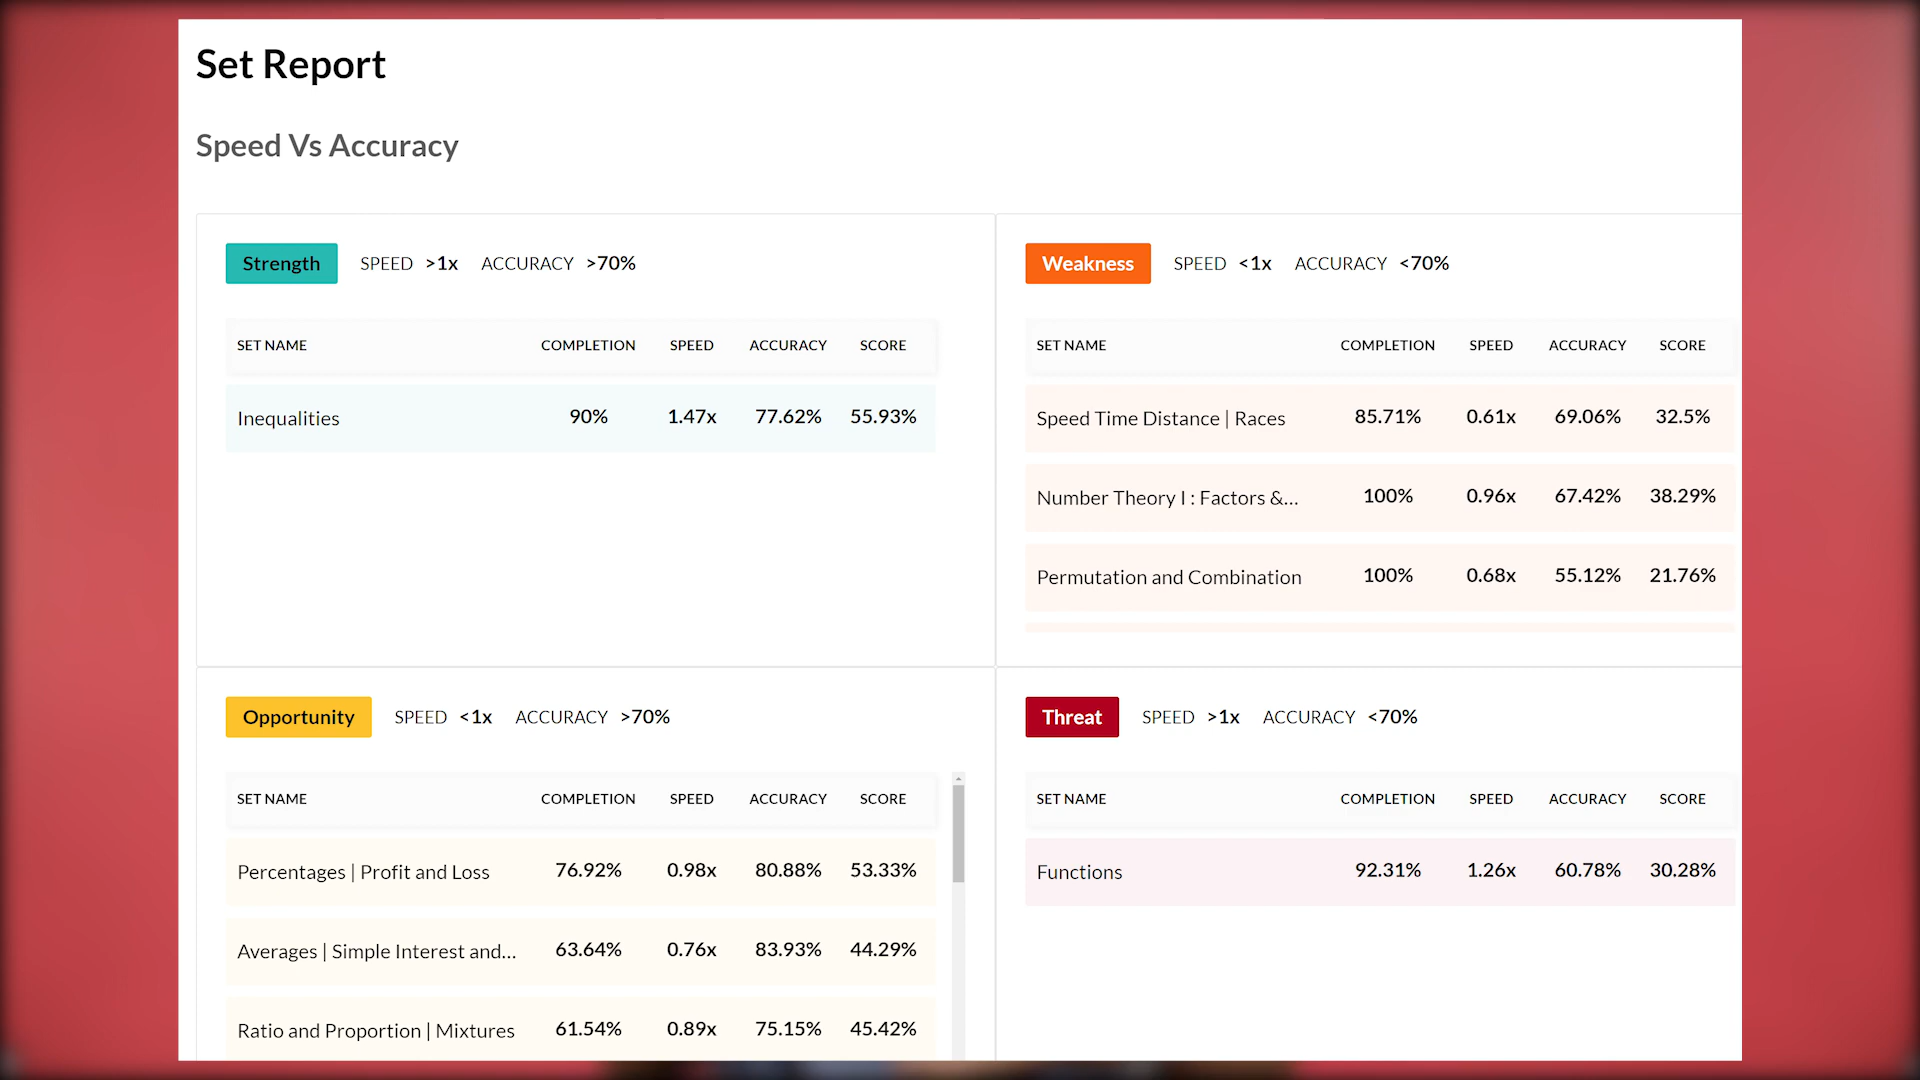 Set Report
Speed Vs Accuracy
Strength SPEED >1x ACCURACY >70%
SET NAME COMPLETION SPEED ACCURACY SCORE
Inequalities 90% 1.47x 77.62% 55.93%
Weakness SPEED <1x ACCURACY <70%
SET NAME COMPLETION SPEED ACCURACY SCORE
Speed Time Distance | Races 85.71% 0.61x 69.06% 32.5%
Number Theory I : Factors &... 100% 0.96x 67.42% 38.29%
Permutation and Combination 100% 0.68x 55.12% 21.76%
Opportunity SPEED <1x ACCURACY >70%
SET NAME COMPLETION SPEED ACCURACY SCORE
Percentages | Profit and Loss 76.92% 0.98x 80.88% 53.33%
Averages | Simple Interest and... 63.64% 0.76x 83.93% 44.29%
Ratio and Proportion | Mixtures 61.54% 0.89x 75.15% 45.42%
Threat SPEED >1x ACCURACY <70%
SET NAME COMPLETION SPEED ACCURACY SCORE
Functions 92.31% 1.26x 60.78% 30.28%